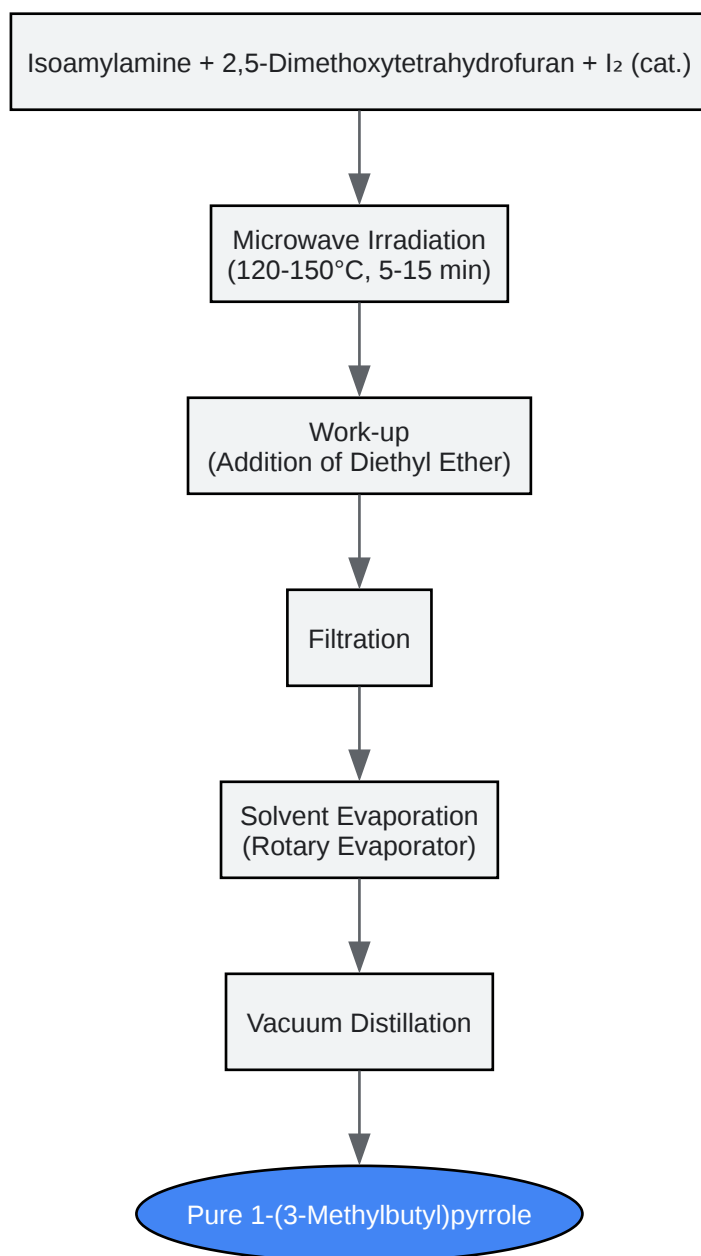 Isoamylamine + 2,5-Dimethoxytetrahydrofuran + I₂ (cat.)
Microwave Irradiation
(120-150°C, 5-15 min)
Work-up
(Addition of Diethyl Ether)
Filtration
Solvent Evaporation
(Rotary Evaporator)
Vacuum Distillation
Pure 1-(3-Methylbutyl)pyrrole